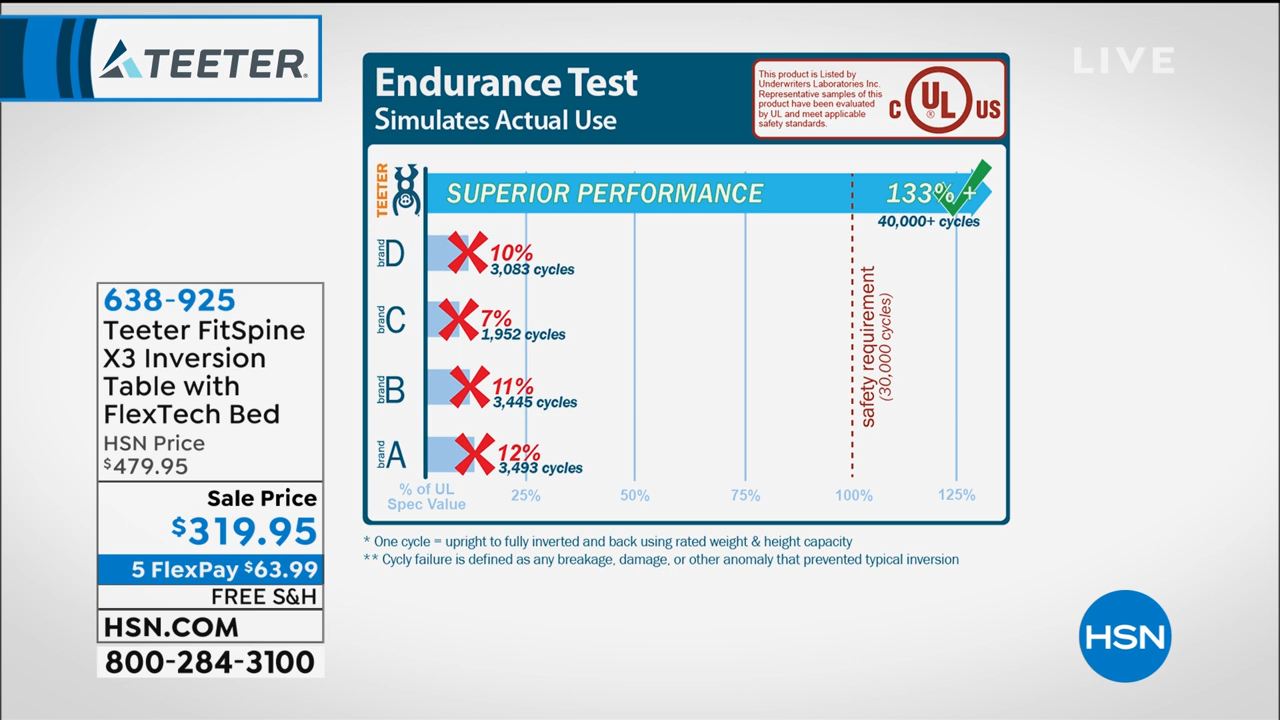 TEETER
LIVE
Endurance Test
Simulates Actual Use
This product is Listed by
Underwriters Laboratories Inc.
Representative samples of this
product have been evaluated
by UL and meet applicable
safety standards.
C UL ® US
TEETER
SUPERIOR PERFORMANCE
133% +
40,000+ cycles
brand D
10%
3,083 cycles
brand C
7%
1,952 cycles
brand B
11%
3,445 cycles
brand A
12%
3,493 cycles
safety requirement
(30,000 cycles)
% of UL
Spec Value
25%
50%
75%
100%
125%
* One cycle = upright to fully inverted and back using rated weight & height capacity
** Cycly failure is defined as any breakage, damage, or other anomaly that prevented typical inversion
638-925
Teeter FitSpine
X3 Inversion
Table with
FlexTech Bed
HSN Price
$479.95
Sale Price
$319.95
5 FlexPay $63.99
FREE S&H
HSN.COM
800-284-3100
HSN